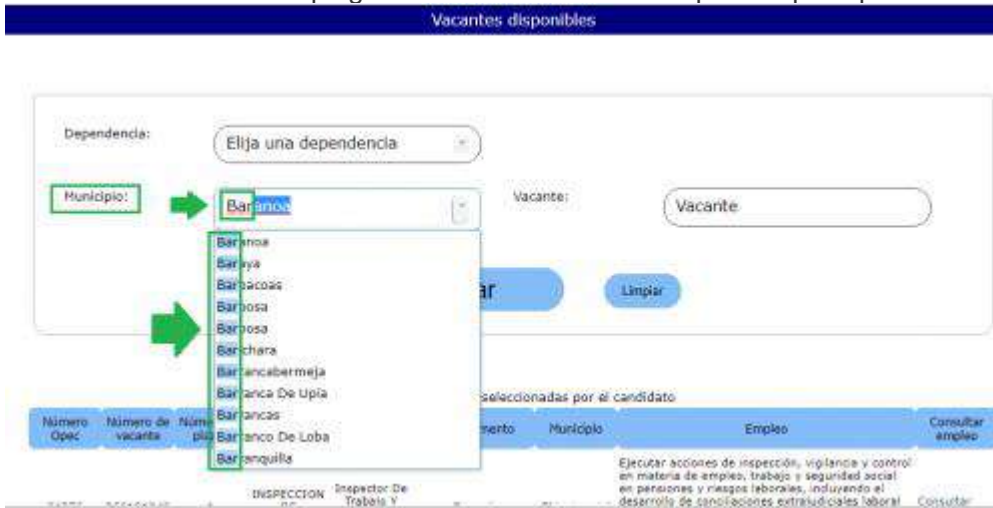 Vacantes disponibles
Dependencia:
Elija una dependencia
Municipio:
Baranoa
Vacante:
Vacante
Baranoa
Baraya
Barbacoas
Barbosa
Barbosa
Barichara
Barrancabermeja
Barranca De Upía
Barrancas
Barranco De Loba
Barranquilla
ar
Limpiar
seleccionadas por el candidato
Número Opec
Número de vacante
Municipio
Empleo
Consultar empleo
INSPECCION
Inspector De Trabajo Y
Ejecutar acciones de inspección, vigilancia y control
en materia de empleo, trabajo y seguridad social
en pensiones y riesgos laborales, incluyendo el
desarrollo de conciliaciones extrajudiciales laboral
Consultar